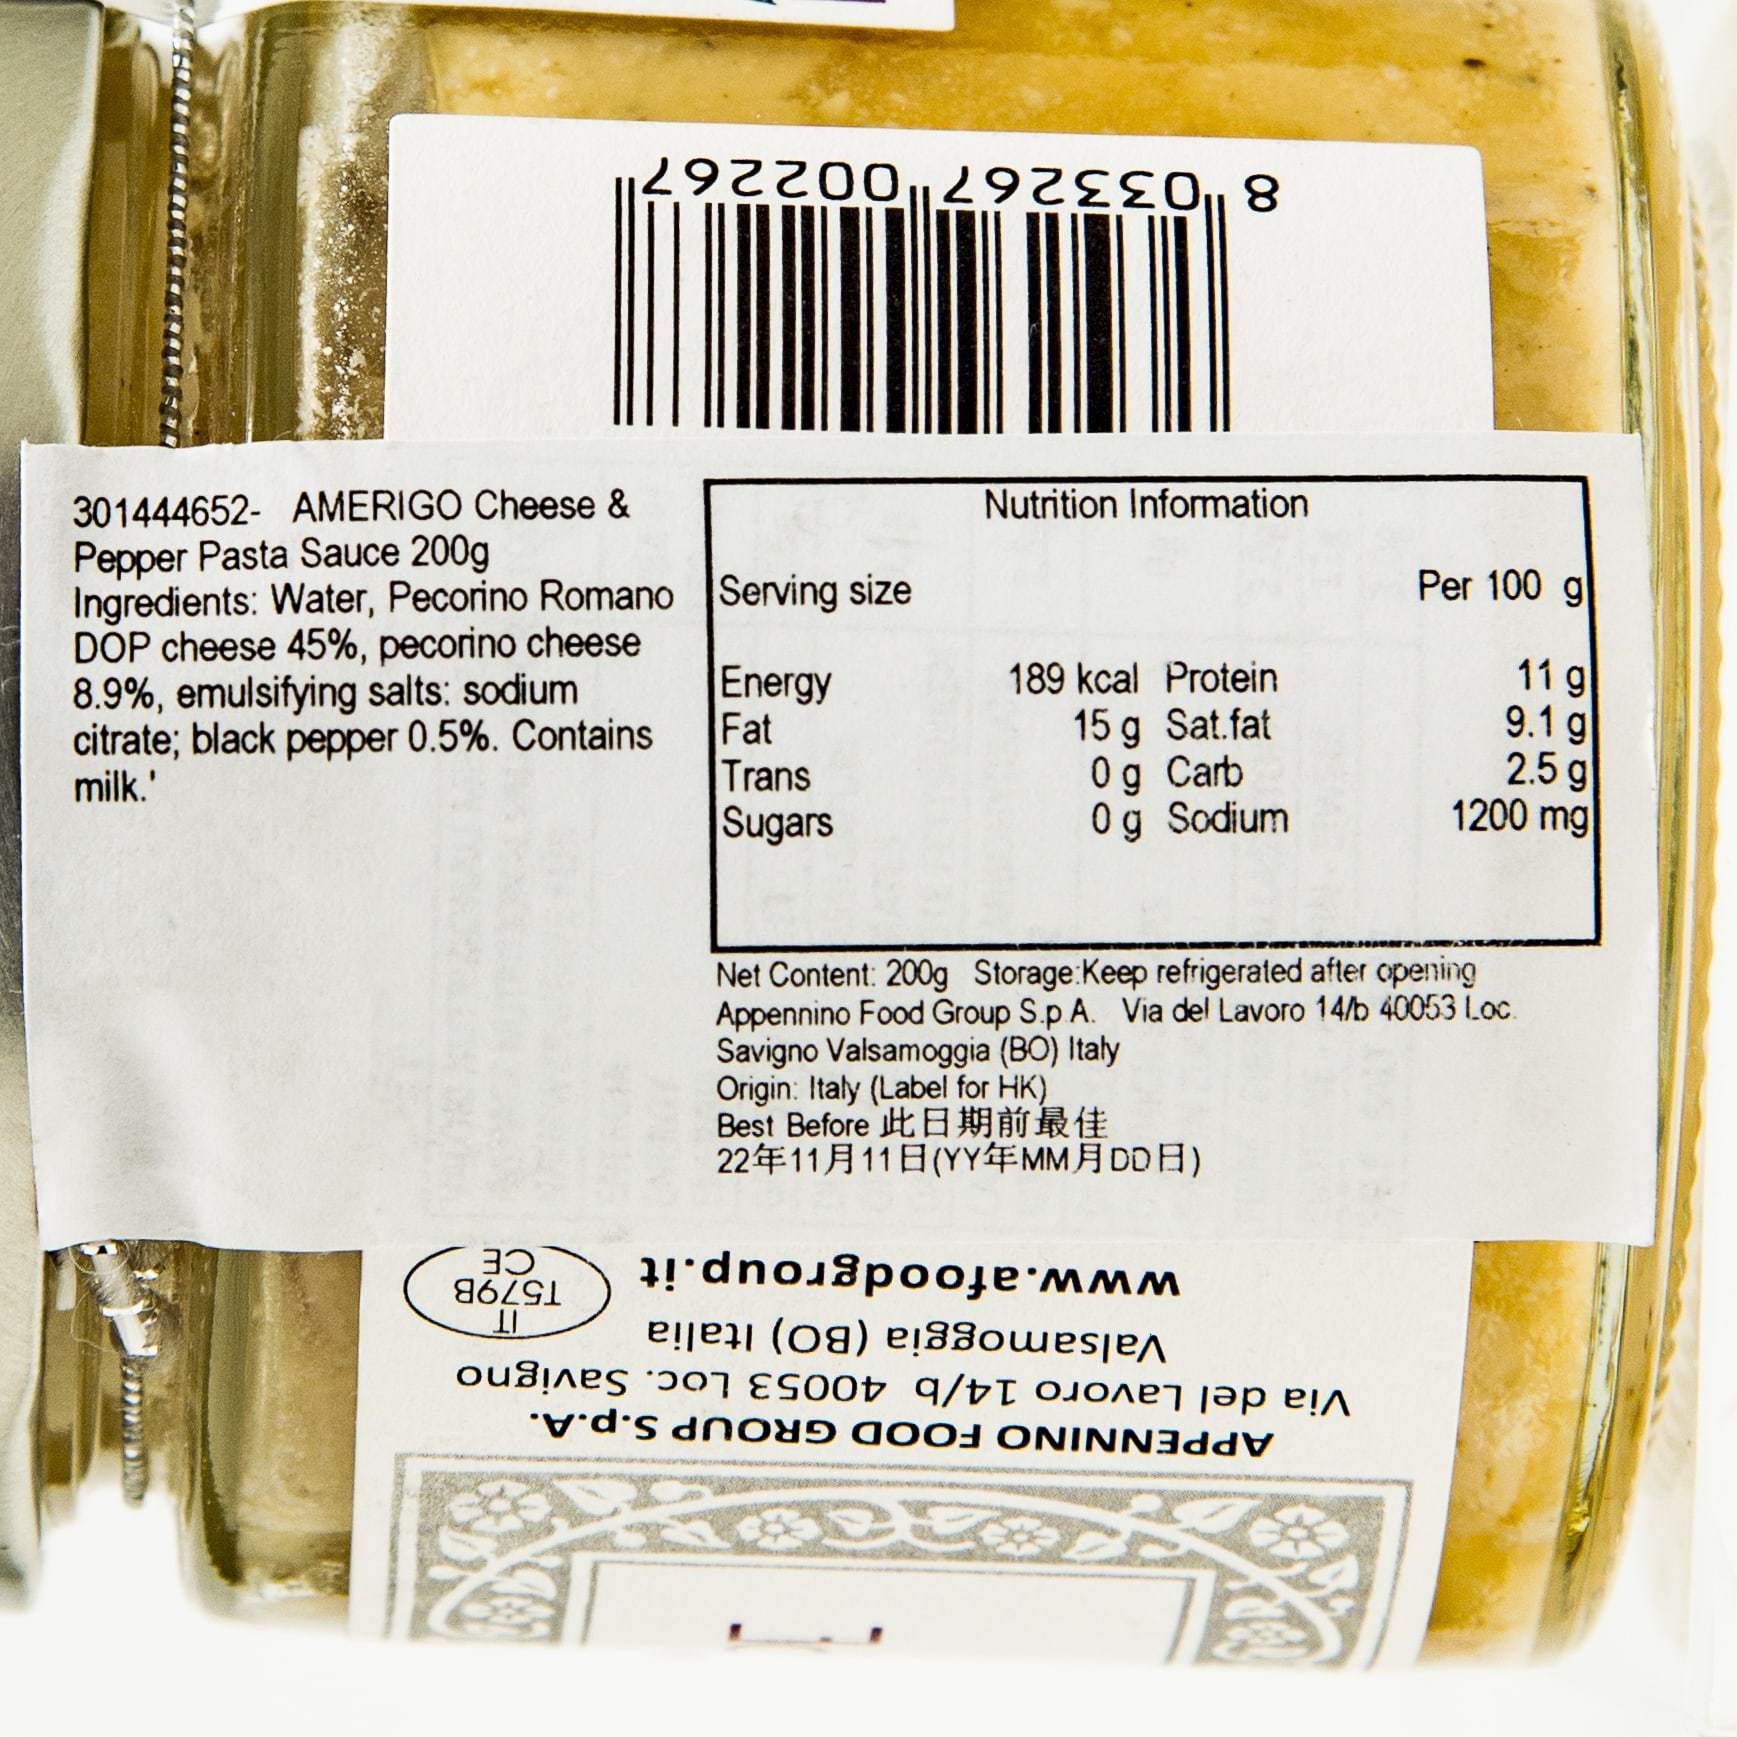 8 033267 002267
301444652- AMERIGO Cheese &
Pepper Pasta Sauce 200g
Ingredients: Water, Pecorino Romano
DOP cheese 45%, pecorino cheese
8.9%, emulsifying salts: sodium
citrate; black pepper 0.5%. Contains
milk.'
Nutrition Information
Serving size Per 100 g
Energy 189 kcal Protein 11 g
Fat 15 g Sat.fat 9.1 g
Trans 0 g Carb 2.5 g
Sugars 0 g Sodium 1200 mg
Net Content: 200g Storage:Keep refrigerated after opening
Appennino Food Group S.p A. Via del Lavoro 14/b 40053 Loc.
Savigno Valsamoggia (BO) Italy
Origin: Italy (Label for HK)
Best Before 此日期前最佳
22年11月11日(YY年MM月DD日)
APPENNINO FOOD GROUP S.p.A.
Via del Lavoro 14/b 40053 Loc. Savigno
Valsamoggia (BO) Italia
www.afoodgroup.it
IT
T579B
CE